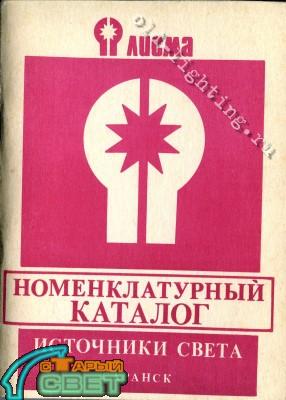 лисма
oldlighting.ru
НОМЕНКЛАТУРНЫЙ
КАТАЛОГ
ИСТОЧНИКИ СВЕТА
СТАРЫЙ
СВЕТ